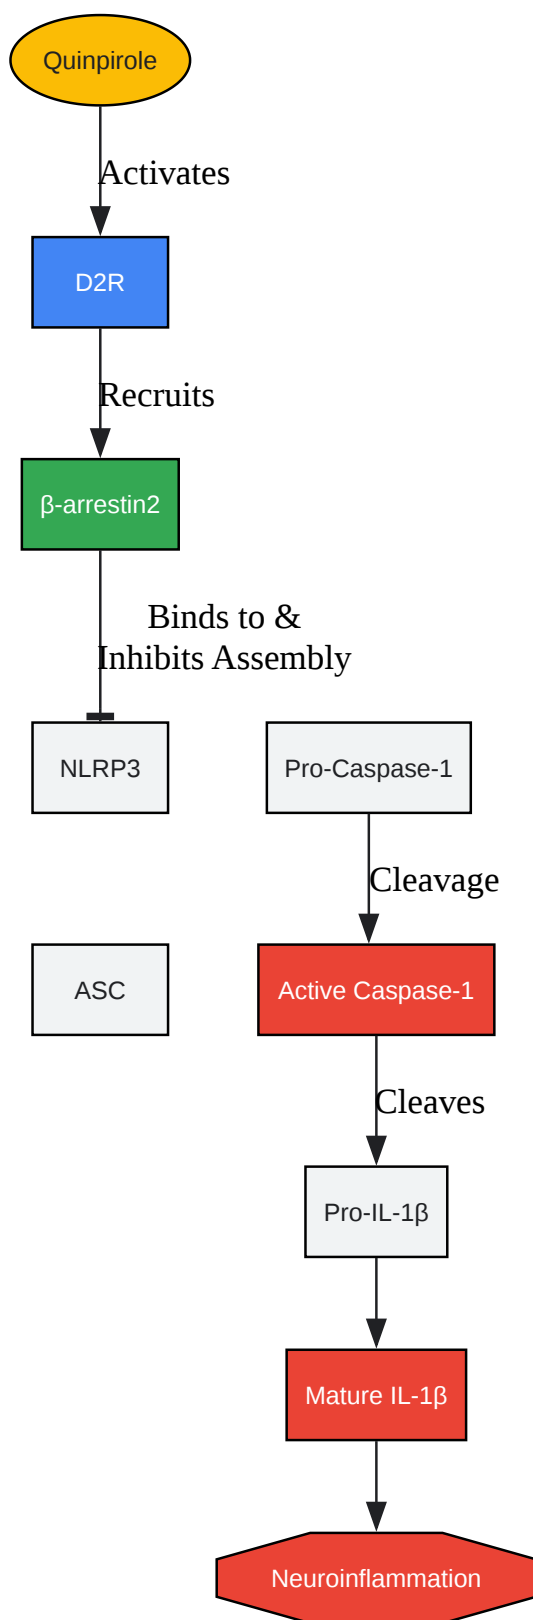 Quinpirole
Activates
D2R
Recruits
β-arrestin2
Binds to &
Inhibits Assembly
NLRP3
Pro-Caspase-1
Cleavage
ASC
Active Caspase-1
Cleaves
Pro-IL-1β
Mature IL-1β
Neuroinflammation